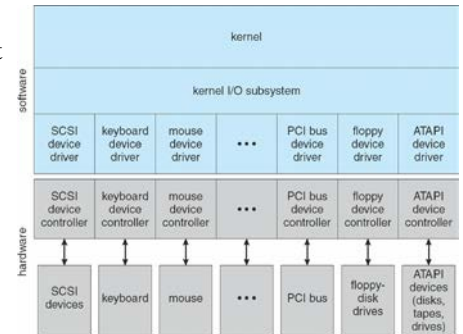 t
kernel
kernel I/O subsystem
software
SCSI device driver
keyboard device driver
mouse device driver
•••
PCI bus device driver
floppy device driver
ATAPI device driver
hardware
SCSI device controller
keyboard device controller
mouse device controller
•••
PCI bus device controller
floppy device controller
ATAPI device controller
SCSI devices
keyboard
mouse
•••
PCI bus
floppy-disk drives
ATAPI devices (disks, tapes, drives)